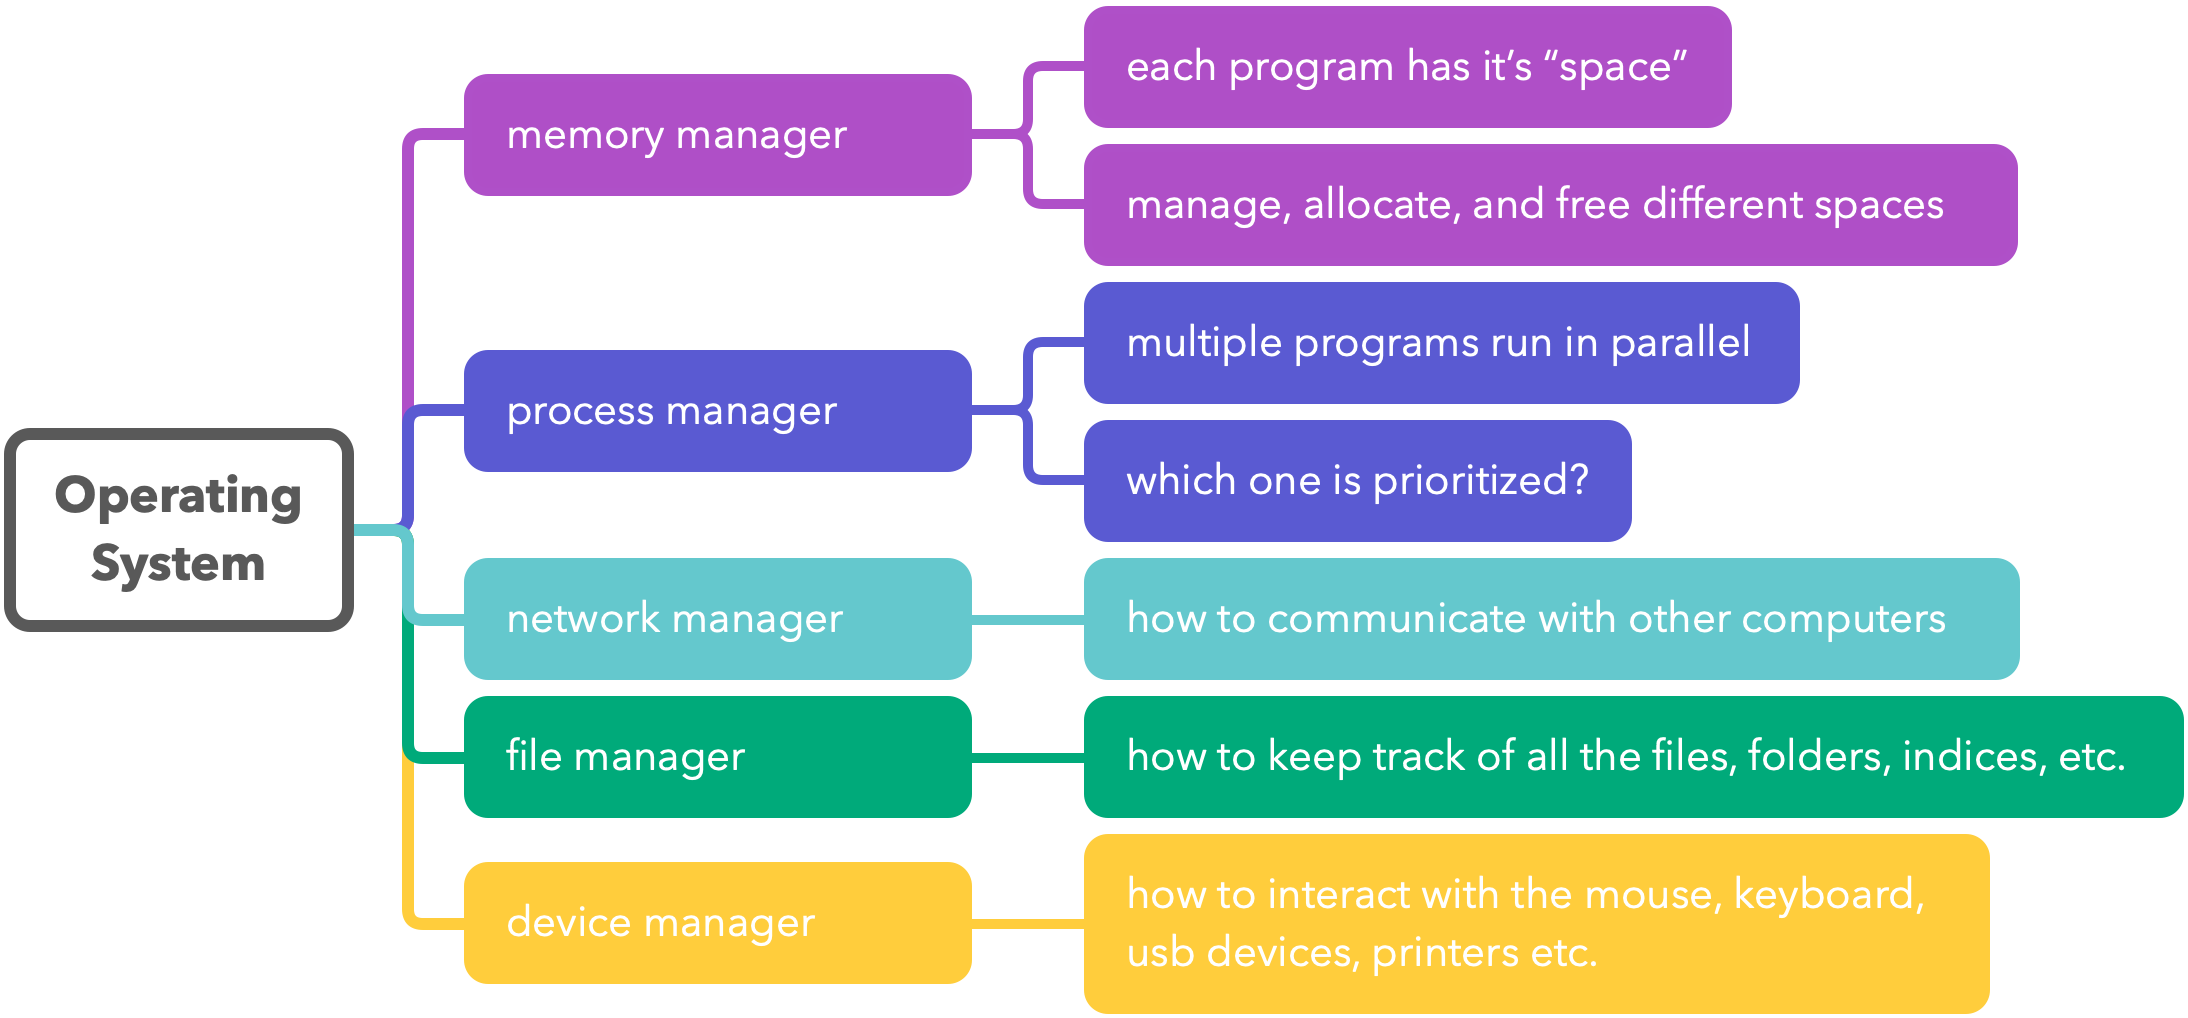 Operating
System
memory manager
each program has it’s “space”
manage, allocate, and free different spaces
process manager
multiple programs run in parallel
which one is prioritized?
network manager
how to communicate with other computers
file manager
how to keep track of all the files, folders, indices, etc.
device manager
how to interact with the mouse, keyboard,
usb devices, printers etc.